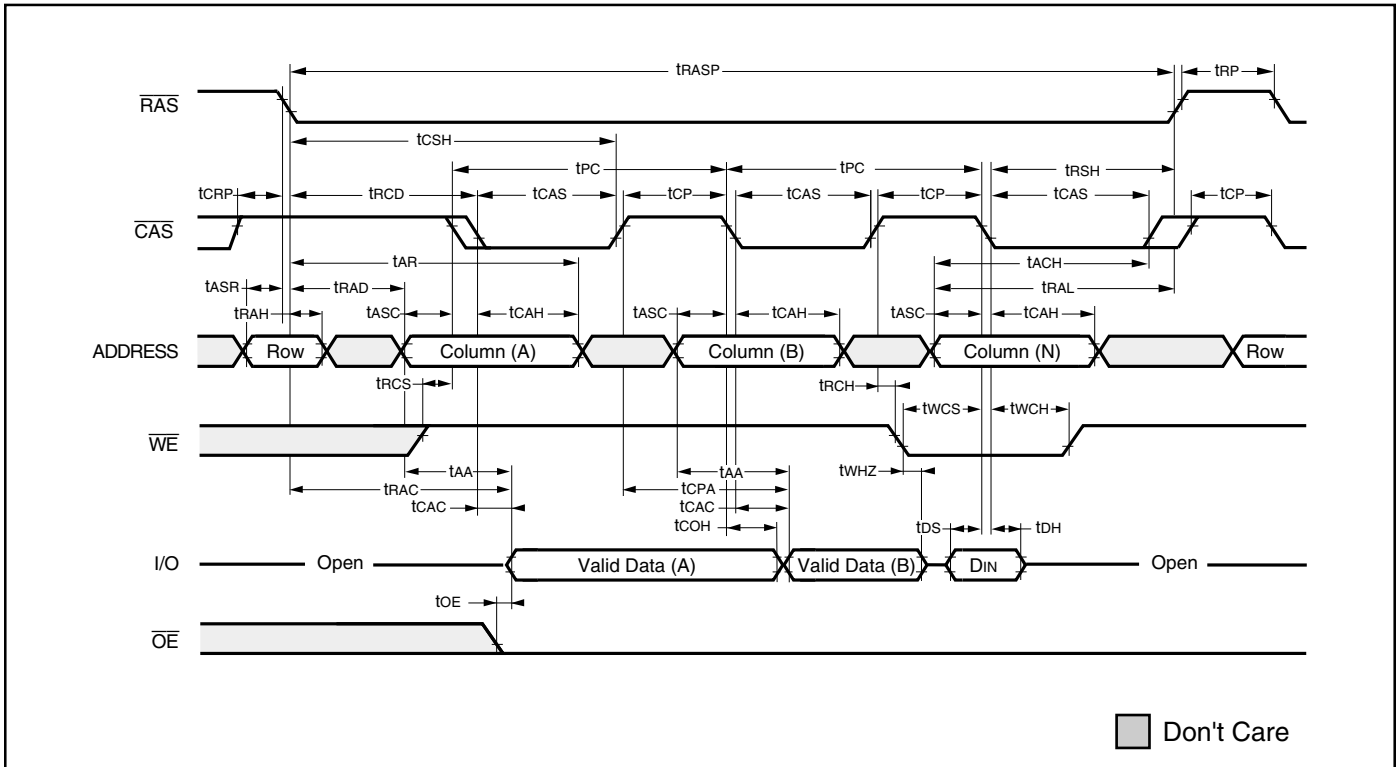 tRASP tRP
RAS
tCSH
tPC tPC tRSH
tCRP tRCD tCAS tCP tCAS tCP tCAS tCP
CAS
tAR tACH
tASR tRAD tRAL
tRAH tASC tCAH tASC tCAH tASC tCAH
ADDRESS Row Column (A) Column (B) Column (N) Row
tRCS tRCH
tWCS tWCH
WE
tAA tAA tWHZ
tRAC tCPA
tCAC tCAC
tCOH tDS tDH
I/O Open Valid Data (A) Valid Data (B) DIN Open
tOE
OE
Don't Care